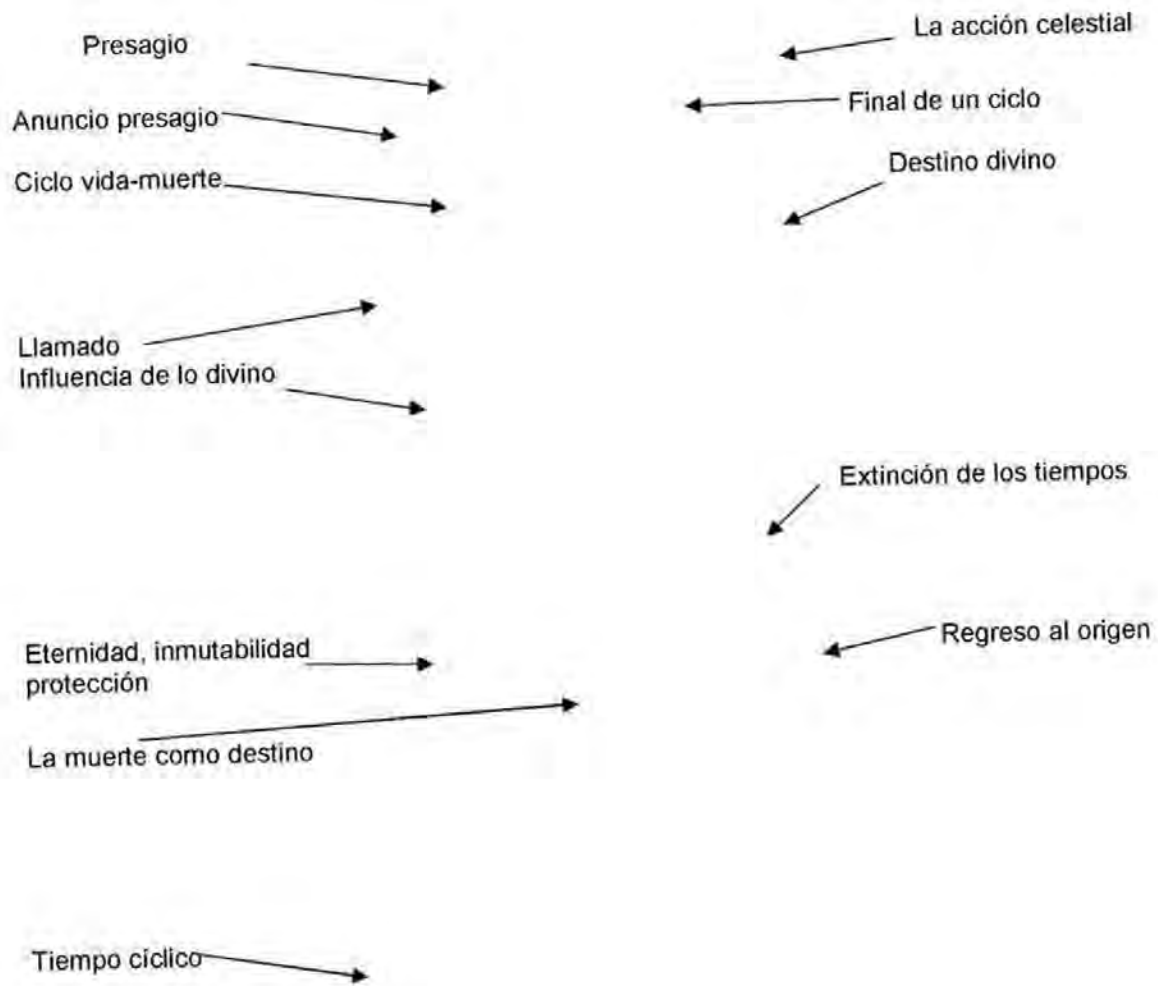 Presagio
La acción celestial
Anuncio presagio
Final de un ciclo
Ciclo vida-muerte
Destino divino
Llamado
Influencia de lo divino
Extinción de los tiempos
Eternidad, inmutabilidad
protección
Regreso al origen
La muerte como destino
Tiempo cíclico